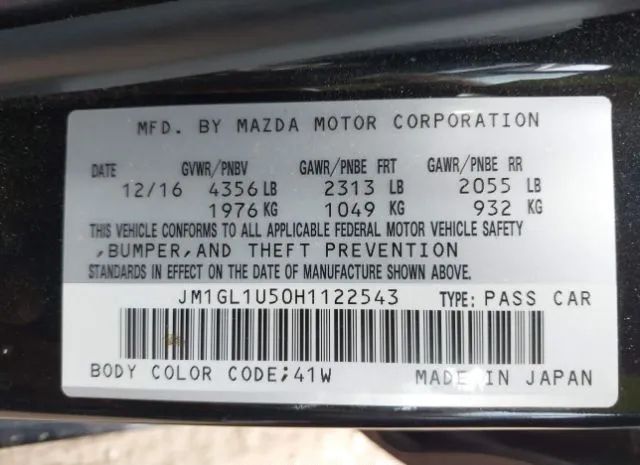 MFD. BY MAZDA MOTOR CORPORATION
DATE GVWR/PNBV GAWR/PNBE FRT GAWR/PNBE RR
12/16 4356 LB 2313 LB 2055 LB
1976 KG 1049 KG 932 KG
THIS VEHICLE CONFORMS TO ALL APPLICABLE FEDERAL MOTOR VEHICLE SAFETY
,BUMPER,AND THEFT PREVENTION
STANDARDS IN EFFECT ON THE DATE OF MANUFACTURE SHOWN ABOVE.
JM1GL1U50H1122543 TYPE: PASS CAR
BODY COLOR CODE;41W MADE IN JAPAN